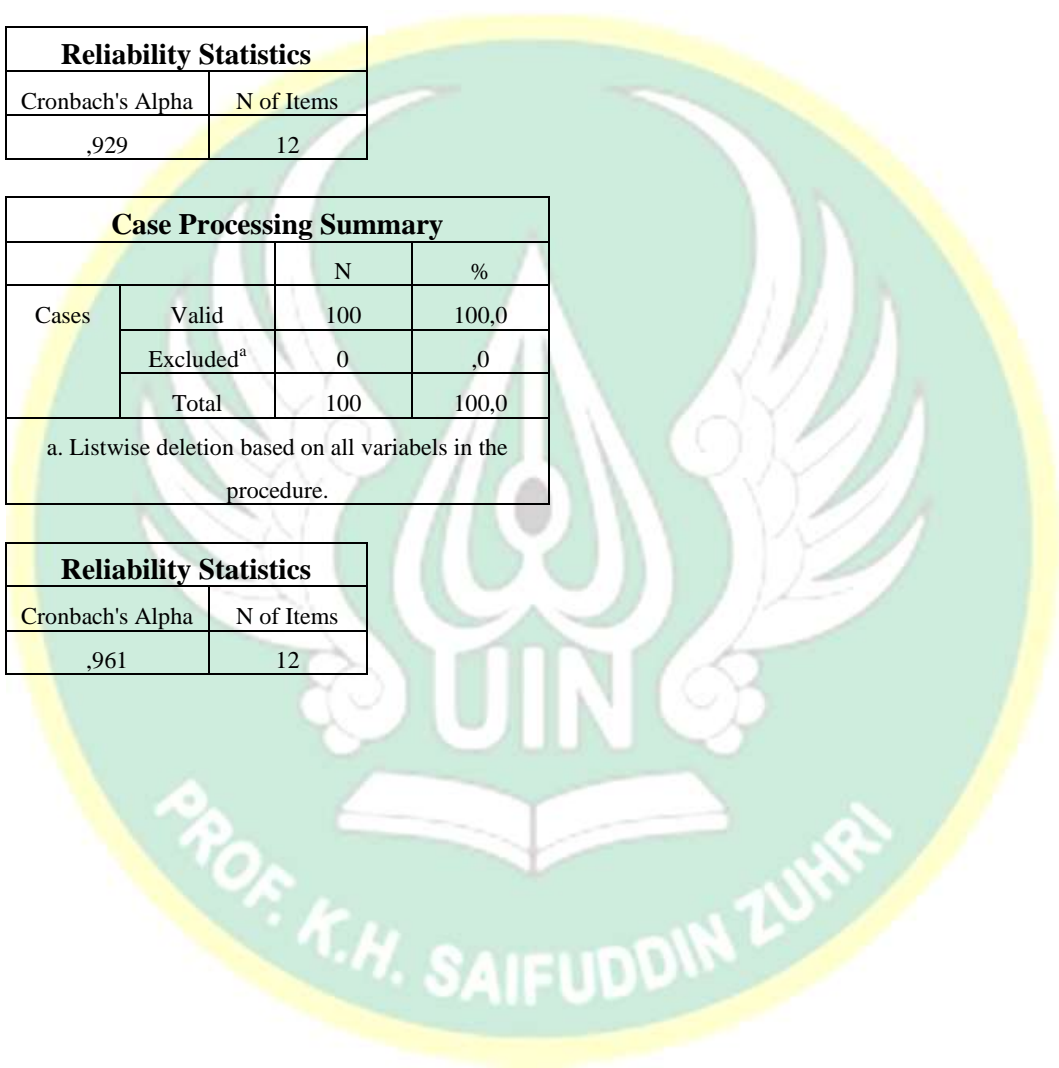 Reliability Statistics
Cronbach's Alpha N of Items
,929 12
Case Processing Summary
N %
Cases Valid 100 100,0
Excludedᵃ 0 ,0
Total 100 100,0
a. Listwise deletion based on all variabels in the
procedure.
Reliability Statistics
Cronbach's Alpha N of Items
,961 12
UIN
PROF. K.H. SAIFUDDIN ZUHRI